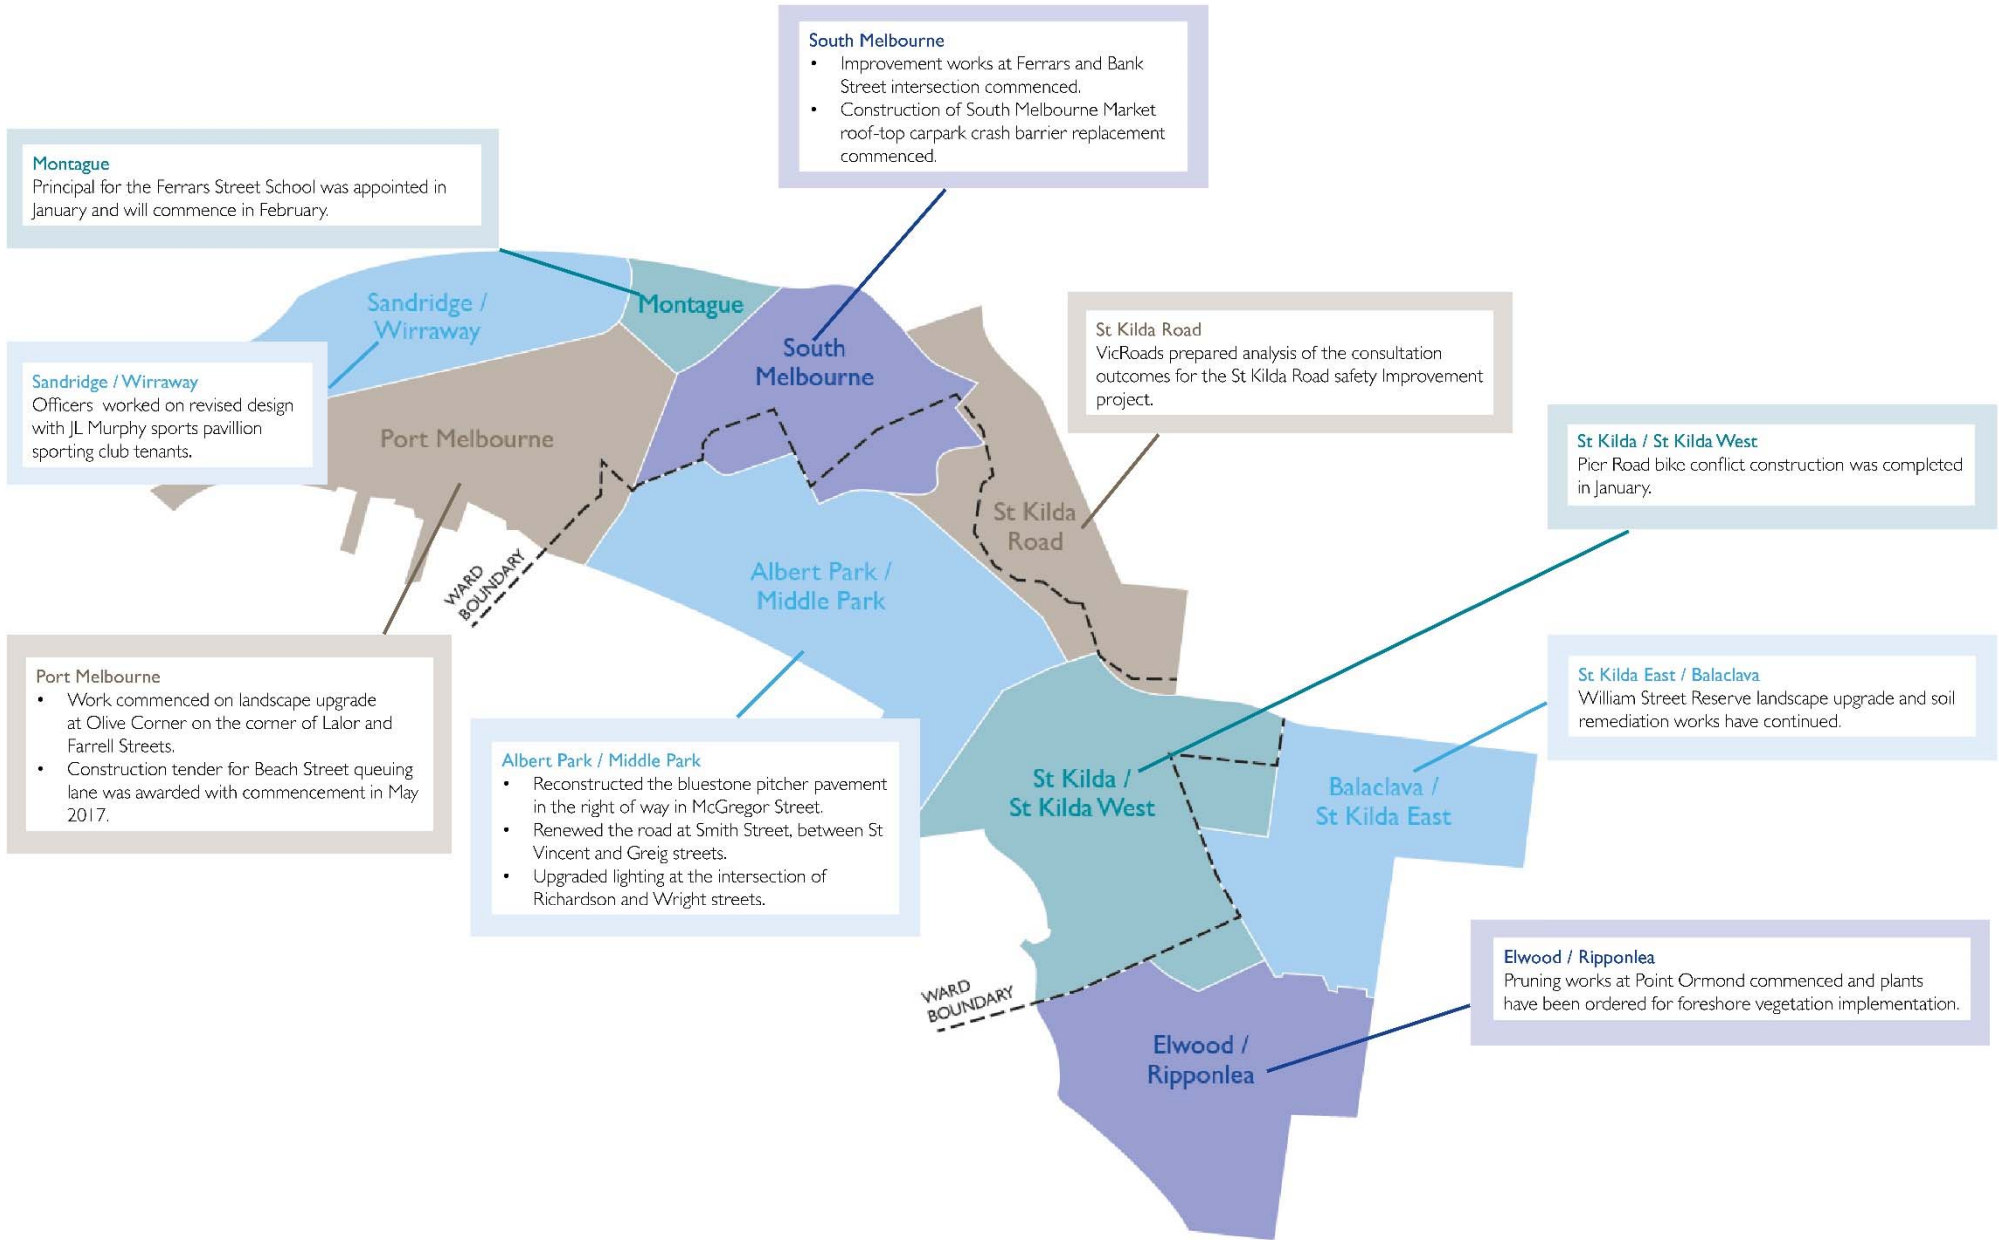 South Melbourne
• Improvement works at Ferrars and Bank
Street intersection commenced.
• Construction of South Melbourne Market
roof-top carpark crash barrier replacement
commenced.
Montague
Principal for the Ferrars Street School was appointed in
January and will commence in February.
Sandridge /
Wirraway
Montague
South
Melbourne
St Kilda Road
VicRoads prepared analysis of the consultation
outcomes for the St Kilda Road safety Improvement
project.
Sandridge / Wirraway
Officers worked on revised design
with JL Murphy sports pavillion
sporting club tenants.
Port Melbourne
St Kilda / St Kilda West
Pier Road bike conflict construction was completed
in January.
St Kilda
Road
WARD
BOUNDARY
Albert Park /
Middle Park
Port Melbourne
• Work commenced on landscape upgrade
at Olive Corner on the corner of Lalor and
Farrell Streets.
• Construction tender for Beach Street queuing
lane was awarded with commencement in May
2017.
St Kilda East / Balaclava
William Street Reserve landscape upgrade and soil
remediation works have continued.
Albert Park / Middle Park
• Reconstructed the bluestone pitcher pavement
in the right of way in McGregor Street.
• Renewed the road at Smith Street, between St
Vincent and Greig streets.
• Upgraded lighting at the intersection of
Richardson and Wright streets.
St Kilda /
St Kilda West
Balaclava /
St Kilda East
Elwood / Ripponlea
Pruning works at Point Ormond commenced and plants
have been ordered for foreshore vegetation implementation.
WARD
BOUNDARY
Elwood /
Ripponlea